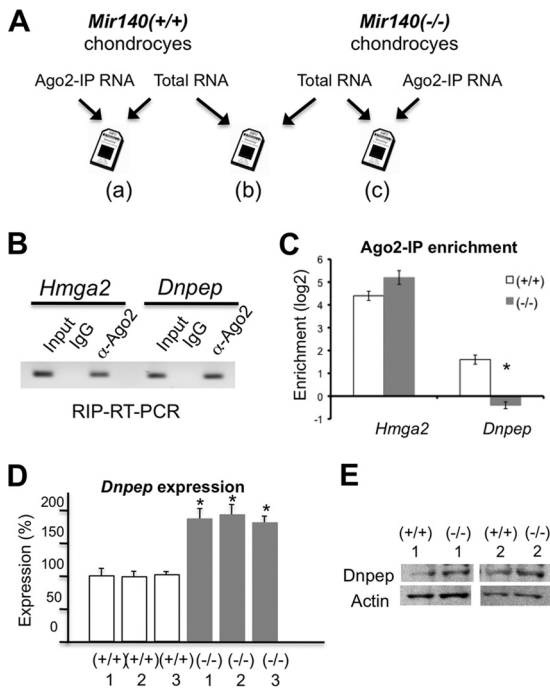 A
Mir140(+/+)
chondrocyes
Mir140(-/-)
chondrocyes
Ago2-IP RNA
Total RNA
Total RNA
Ago2-IP RNA
(a)
(b)
(c)
B
Hmga2
Dnpep
Input
IgG
α-Ago2
Input
IgG
α-Ago2
RIP-RT-PCR
C
Ago2-IP enrichment
Enrichment (log2)
6
5
4
3
2
1
0
-1
(+/+)
(-/-)
*
Hmga2
Dnpep
D
Dnpep expression
Expression (%)
200
150
100
50
0
* * *
(+/+) (+/+) (+/+) (-/-) (-/-) (-/-)
1 2 3 1 2 3
E
(+/+) (-/-) (+/+) (-/-)
1 1 2 2
Dnpep
Actin